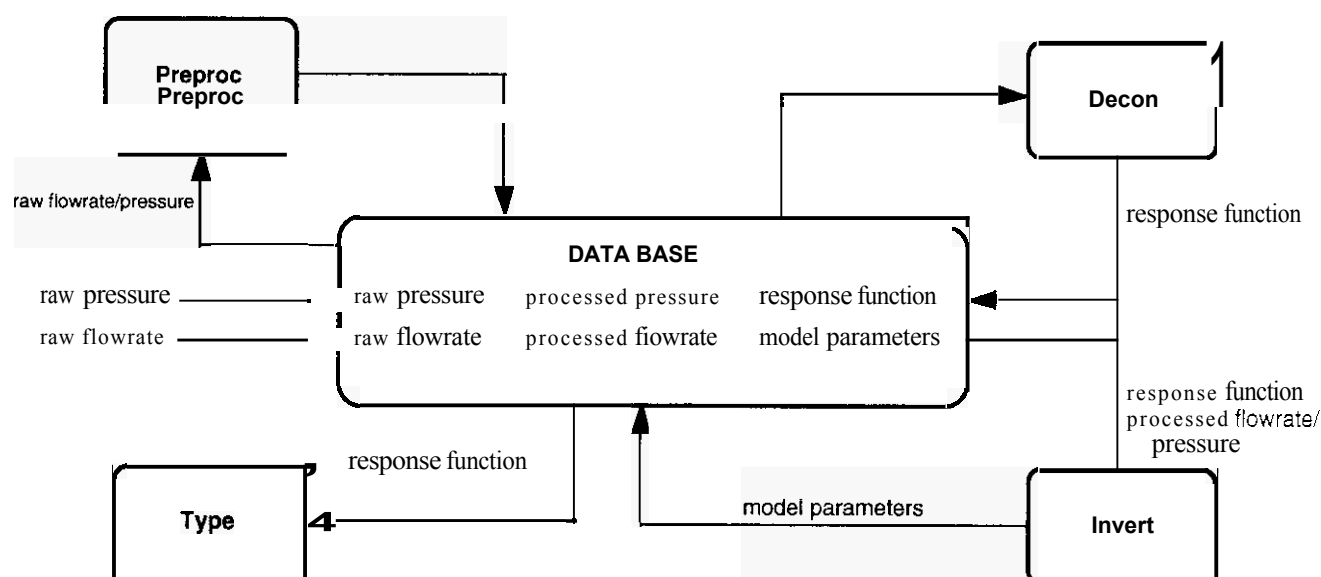 Preproc
Preproc
Decon
raw flowrate/pressure
response function
DATA BASE
raw pressure
raw pressure processed pressure response function
raw flowrate
raw flowrate processed fiowrate model parameters
response function
processed flowrate/
pressure
response function
model parameters
Type
4
Invert